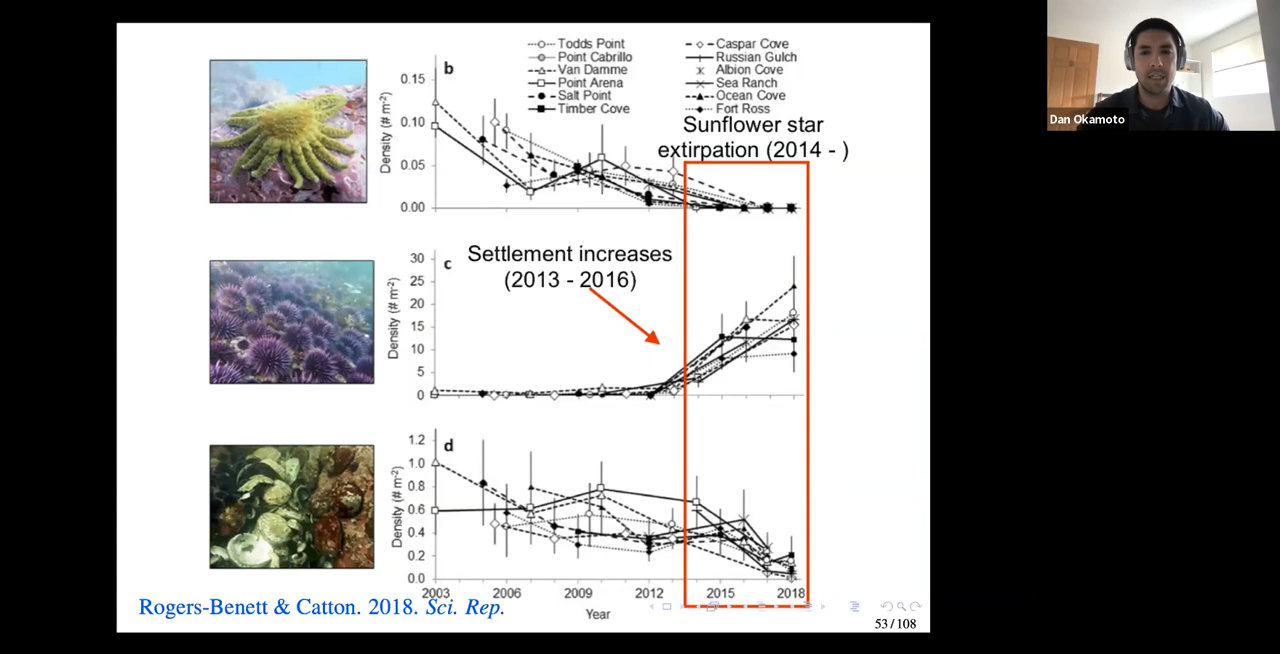 b
Todds Point
Point Cabrillo
Van Damme
Point Arena
Salt Point
Timber Cove
Caspar Cove
Russian Gulch
Albion Cove
Sea Ranch
Ocean Cove
Fort Ross
Dan Okamoto
Sunflower star
extirpation (2014 - )
Density (# m-2)
0.15
0.10
0.05
0.00
c
Settlement increases
(2013 - 2016)
Density (# m-2)
30
25
20
15
10
5
0
d
Density (# m-2)
1.2
1.0
0.8
0.6
0.4
0.2
0.0
2003
2006
2009
2012
2015
2018
Year
Rogers-Benett & Catton. 2018. Sci. Rep.
53 / 108